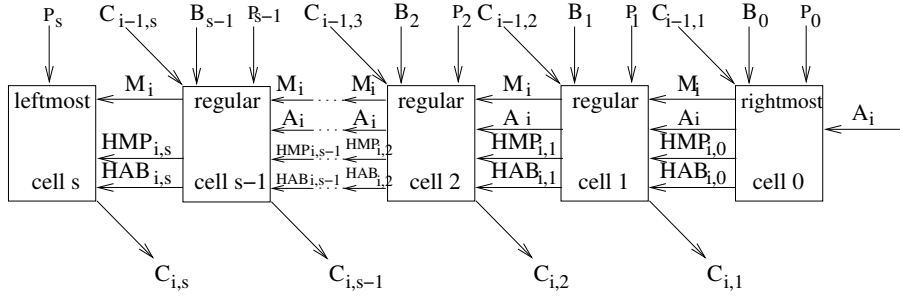 P_s C_{i−1,s} B_{s−1} P_{s−1} C_{i−1,3} B_2 P_2 C_{i−1,2} B_1 P_1 C_{i−1,1} B_0 P_0
leftmost M_i regular M_i M_i regular M_i regular M_i rightmost
A_i A_i A_i A_i A_i
HMP_{i,s} HMP_{i,s−1} HMP_{i,2} HMP_{i,1} HMP_{i,0}
HAB_{i,s} HAB_{i,s−1} HAB_{i,2} HAB_{i,1} HAB_{i,0}
cell s cell s−1 cell 2 cell 1 cell 0
C_{i,s} C_{i,s−1} C_{i,2} C_{i,1}